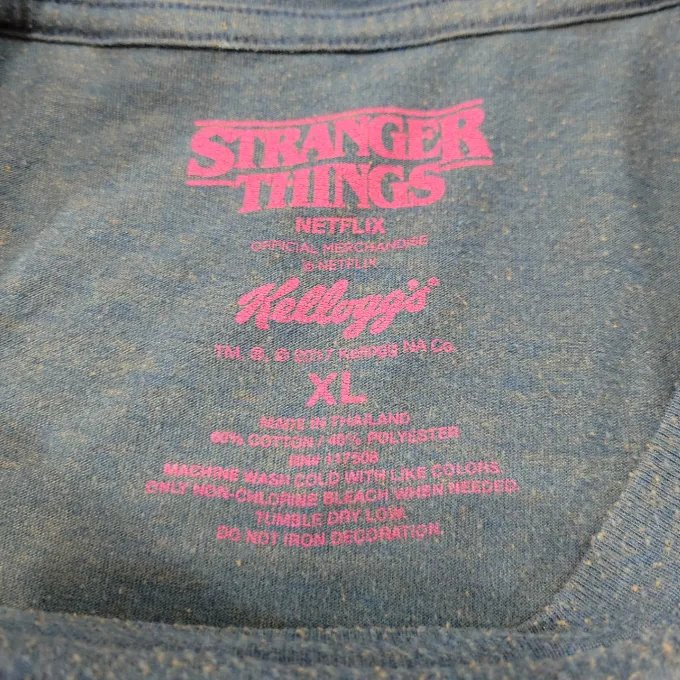 STRANGER
THINGS
NETFLIX
OFFICIAL MERCHANDISE
© NETFLIX
Kellogg's®
TM, ®, © 2017 Kellogg NA Co.
XL
MADE IN THAILAND
60% COTTON / 40% POLYESTER
RN# 117508
MACHINE WASH COLD WITH LIKE COLORS.
ONLY NON-CHLORINE BLEACH WHEN NEEDED.
TUMBLE DRY LOW.
DO NOT IRON DECORATION.